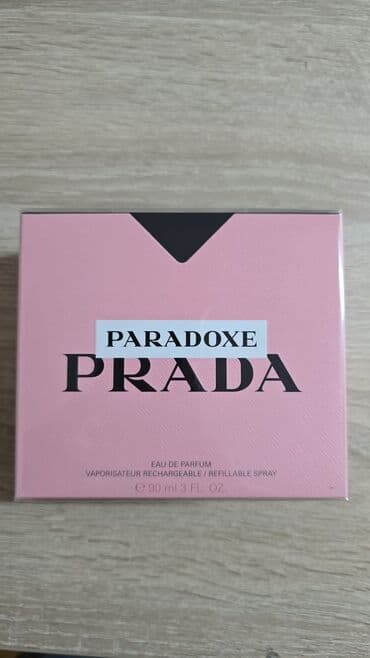 PARADOXE
PRADA
EAU DE PARFUM
VAPORISATEUR RECHARGEABLE / REFILLABLE SPRAY
℮ 90 ml 3 FL. OZ.